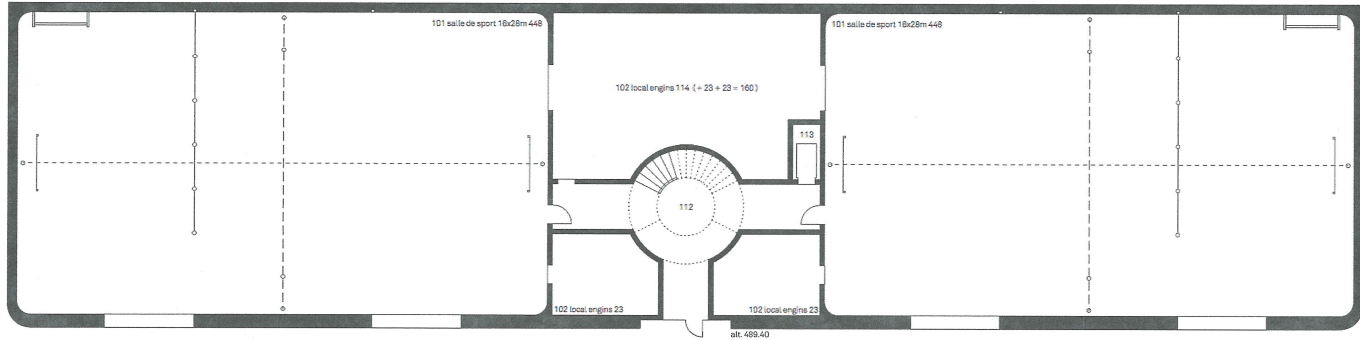 101 salle de sport 16x28m 448
101 salle de sport 16x28m 448
102 local engins 114 (+ 23 + 23 = 160)
113
112
102 local engins 23
102 local engins 23
alt. 489.40